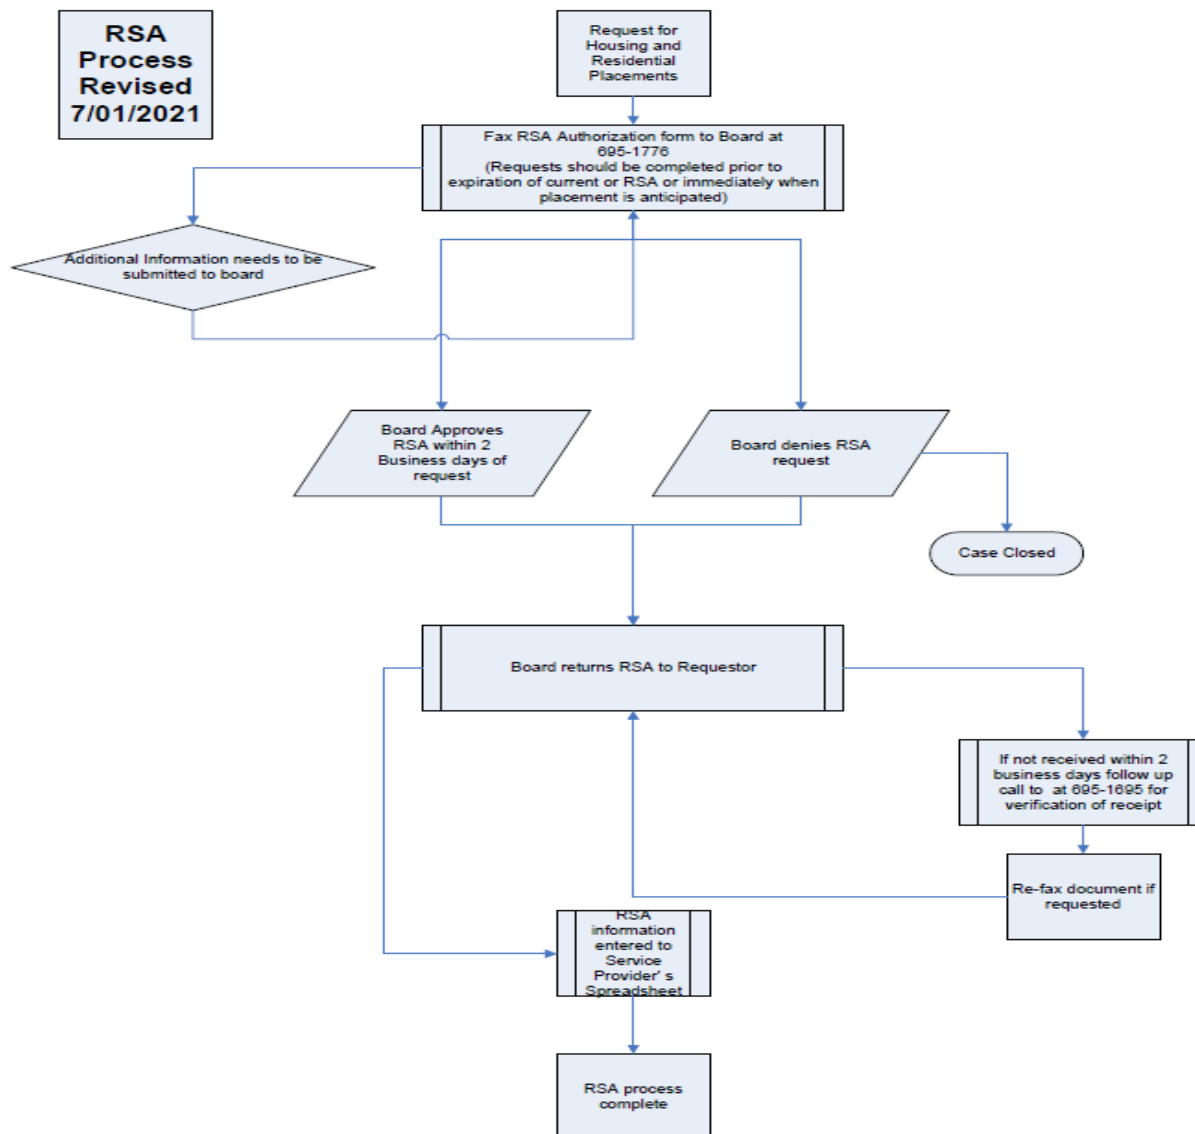 RSA
Process
Revised
7/01/2021
Request for
Housing and
Residential
Placements
Fax RSA Authorization form to Board at
695-1776
(Requests should be completed prior to
expiration of current or RSA or immediately when
placement is anticipated)
Additional Information needs to be
submitted to board
Board Approves
RSA within 2
Business days of
request
Board denies RSA
request
Case Closed
Board returns RSA to Requestor
If not received within 2
business days follow up
call to  at 695-1695 for
verification of receipt
Re-fax document if
requested
RSA
information
entered to
Service
Provider' s
Spreadsheet
RSA process
complete